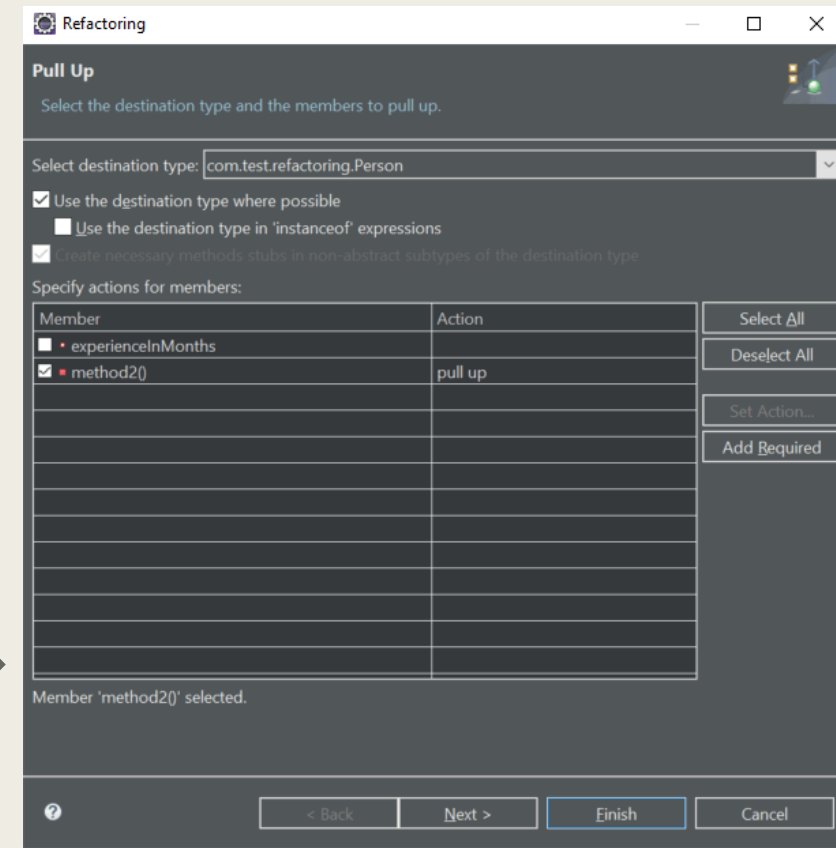 Refactoring
Pull Up
Select the destination type and the members to pull up.
Select destination type: com.test.refactoring.Person
Use the destination type where possible
Use the destination type in 'instanceof' expressions
Create necessary methods stubs in non-abstract subtypes of the destination type
Specify actions for members:
Member Action
Select All
experienceInMonths
Deselect All
method2() pull up
Set Action...
Add Required
Member 'method2()' selected.
< Back Next > Finish Cancel